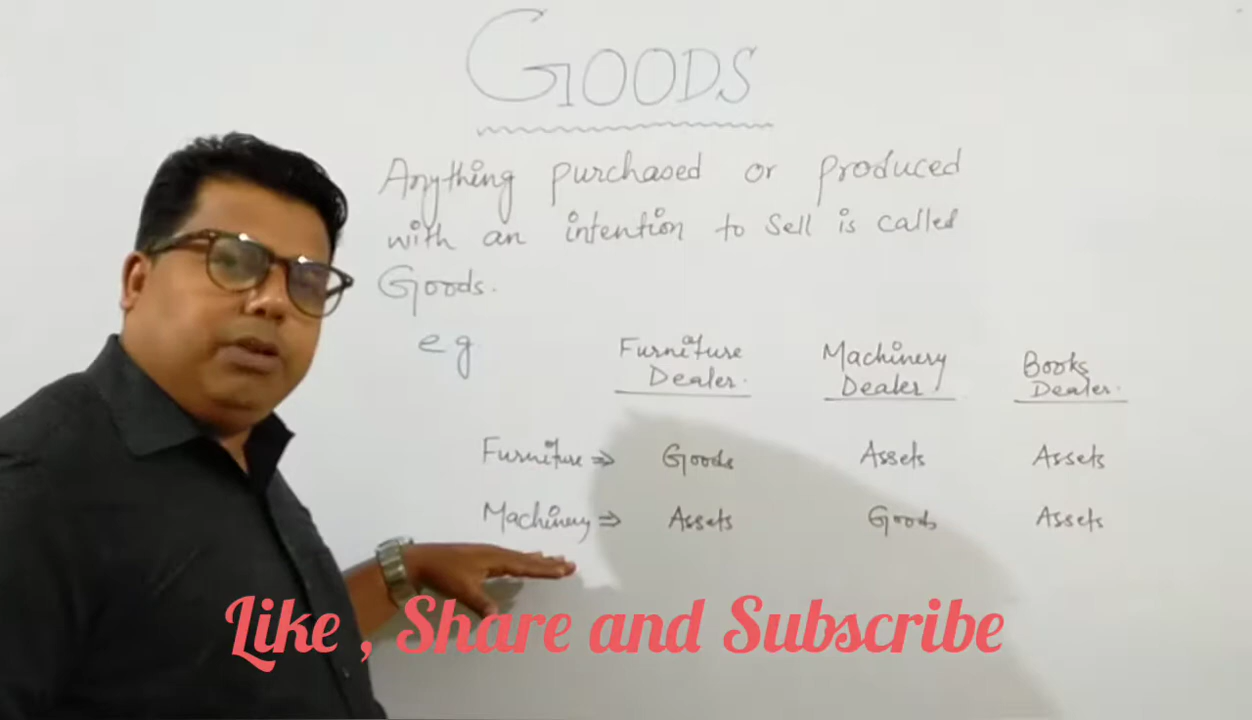 GOODS
Anything purchased or produced
with an intention to sell is called
Goods.
eg
Furniture Dealer.
Machinery Dealer
Books Dealer.
Furniture ⇒ Goods Assets Assets
Machinery ⇒ Assets Goods Assets
Like , Share and Subscribe